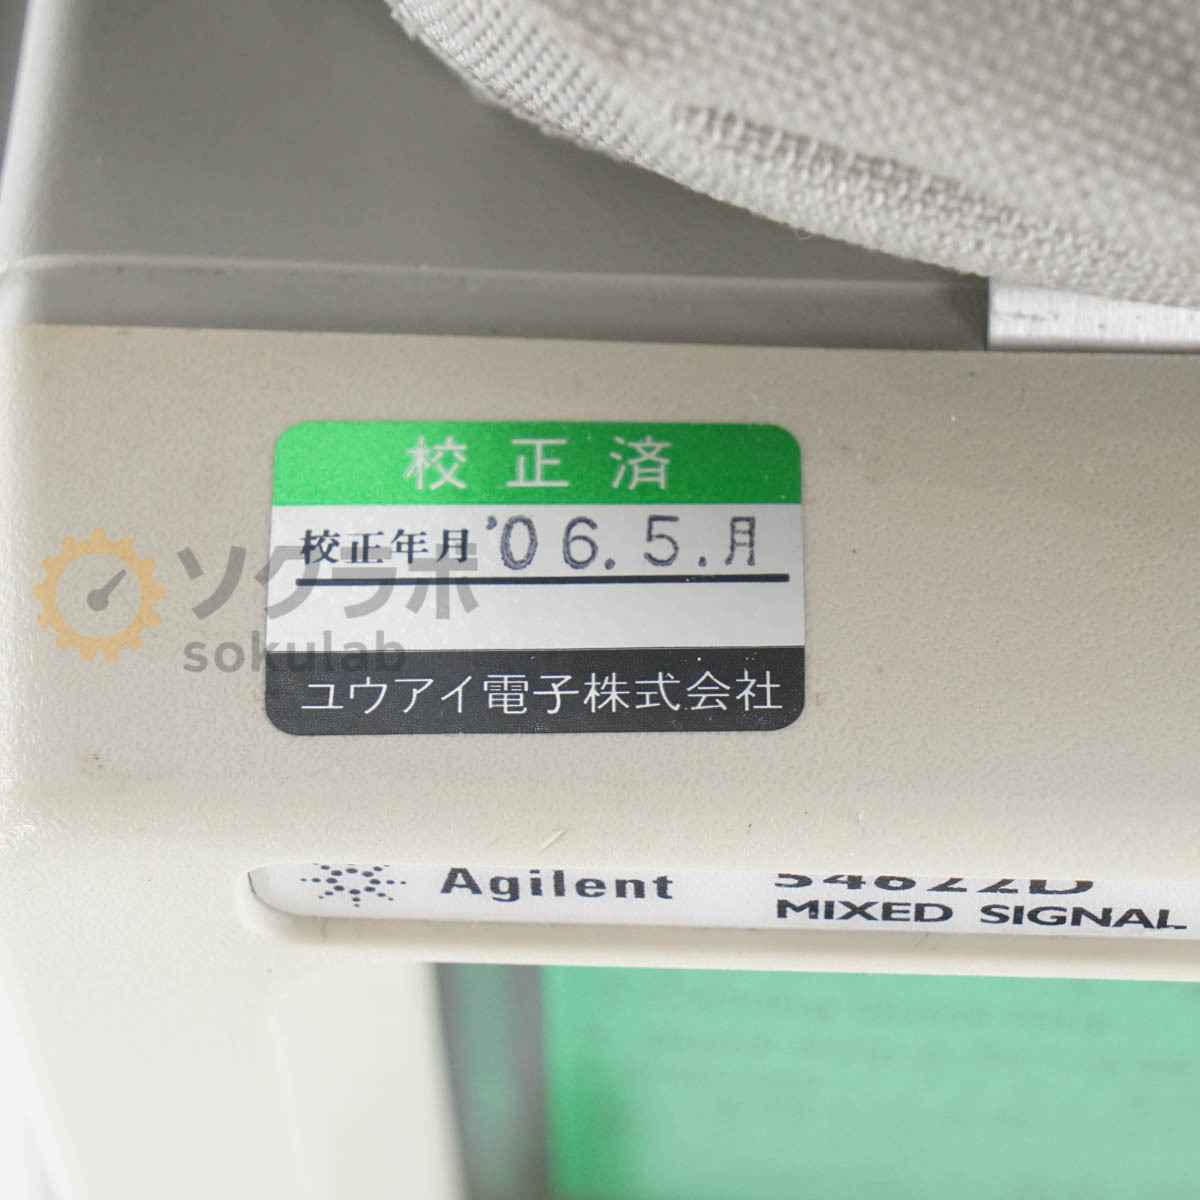 校正済
校正年月 '06.5.月
ソクラボ
sokulab
ユウアイ電子株式会社
Agilent 54622D
MIXED SIGNAL